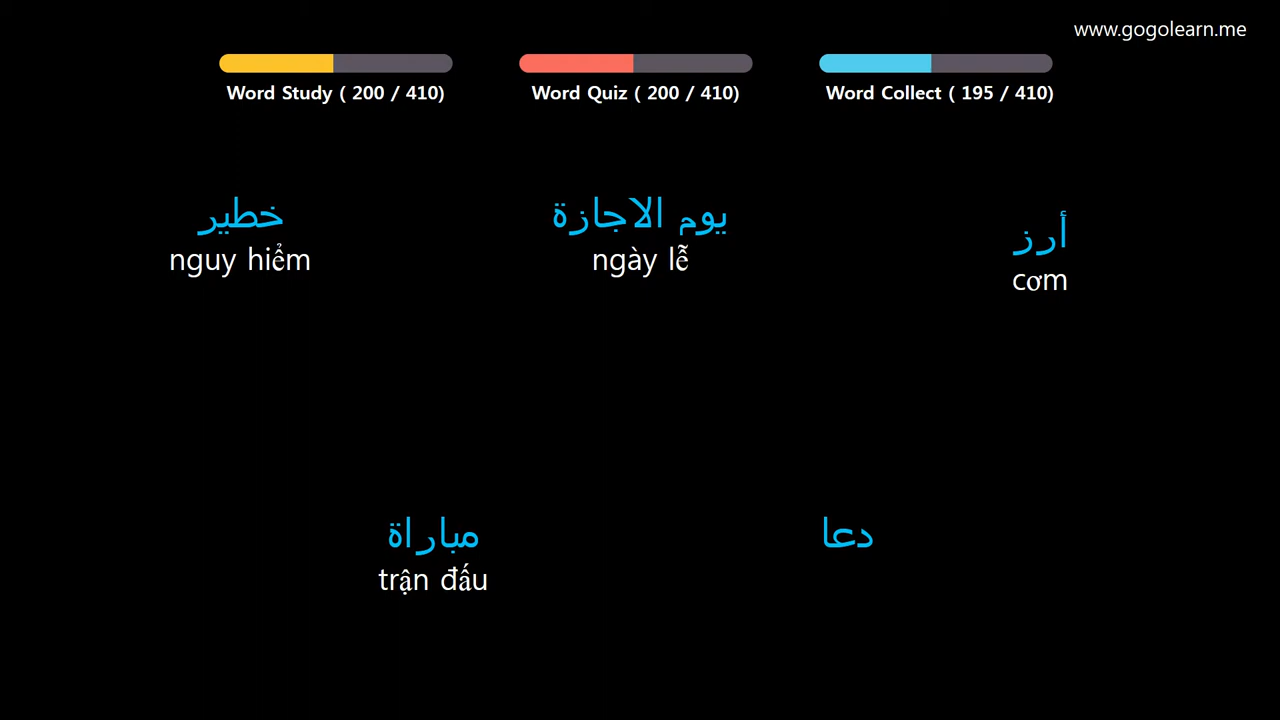 www.gogolearn.me
Word Study ( 200 / 410)
Word Quiz ( 200 / 410)
Word Collect ( 195 / 410)
خطير
nguy hiểm
يوم الاجازة
ngày lễ
أرز
cơm
مباراة
trận đấu
دعا